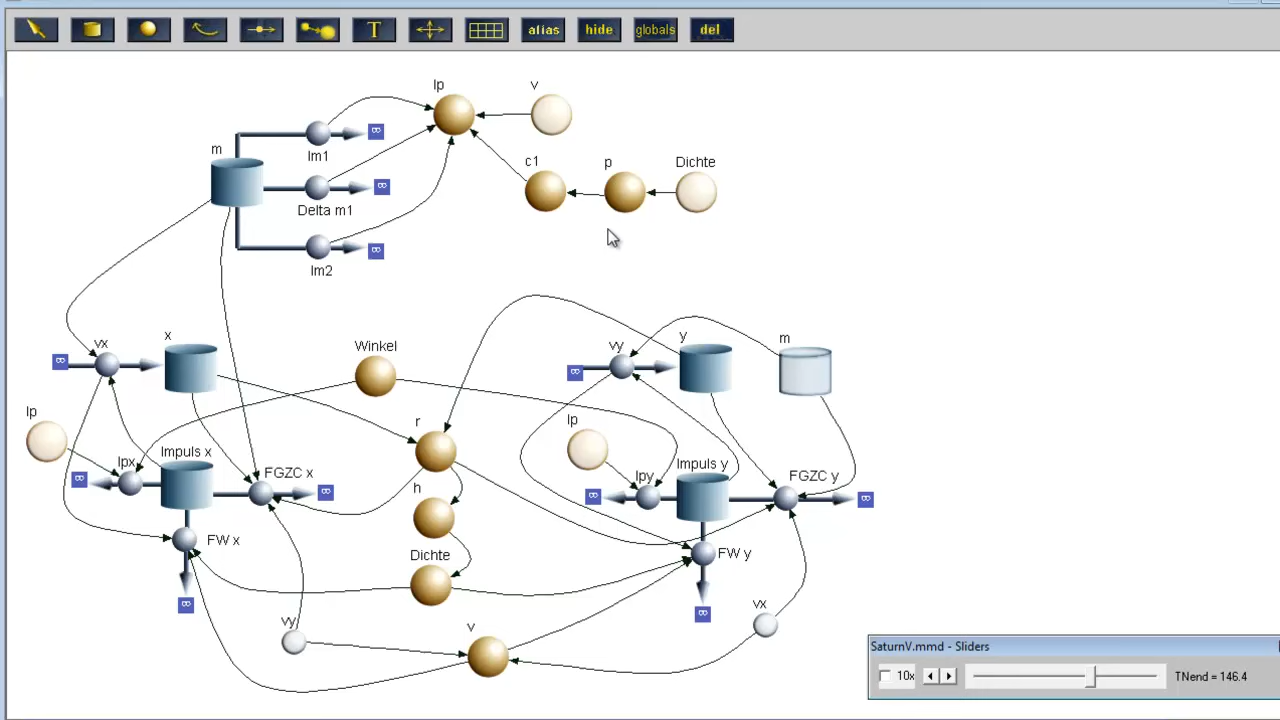 T
alias
hide
globals
del
Ip
v
Im1
m
c1
p
Dichte
Delta m1
Im2
vx
x
Winkel
vy
y
m
Ip
r
Ip
Ipx
Impuls x
FGZC x
Ipy
Impuls y
FGZC y
h
FW x
Dichte
FW y
vy
v
vx
SaturnV.mmd - Sliders
10x
TNend = 146.4